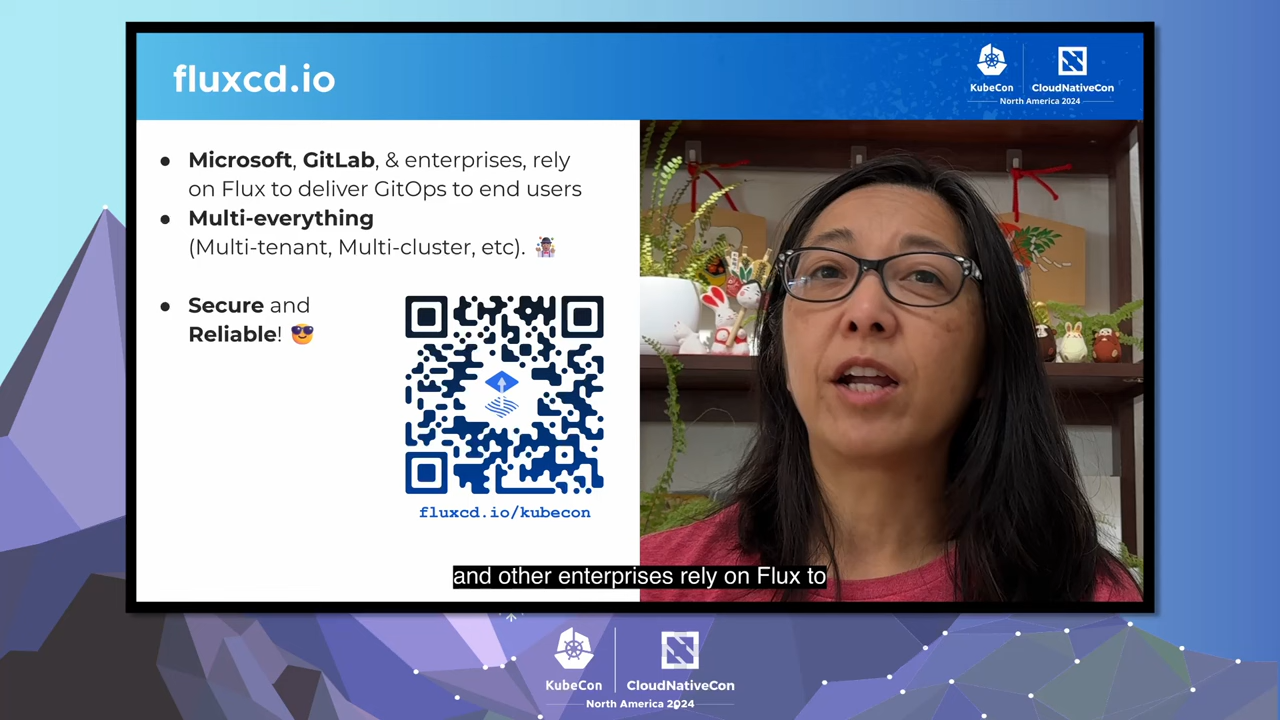 fluxcd.io
KubeCon
CloudNativeCon
North America 2024
● Microsoft, GitLab, & enterprises, rely
on Flux to deliver GitOps to end users
● Multi-everything
(Multi-tenant, Multi-cluster, etc).
● Secure and
Reliable! 😎
fluxcd.io/kubecon
and other enterprises rely on Flux to
KubeCon
CloudNativeCon
North America 2024